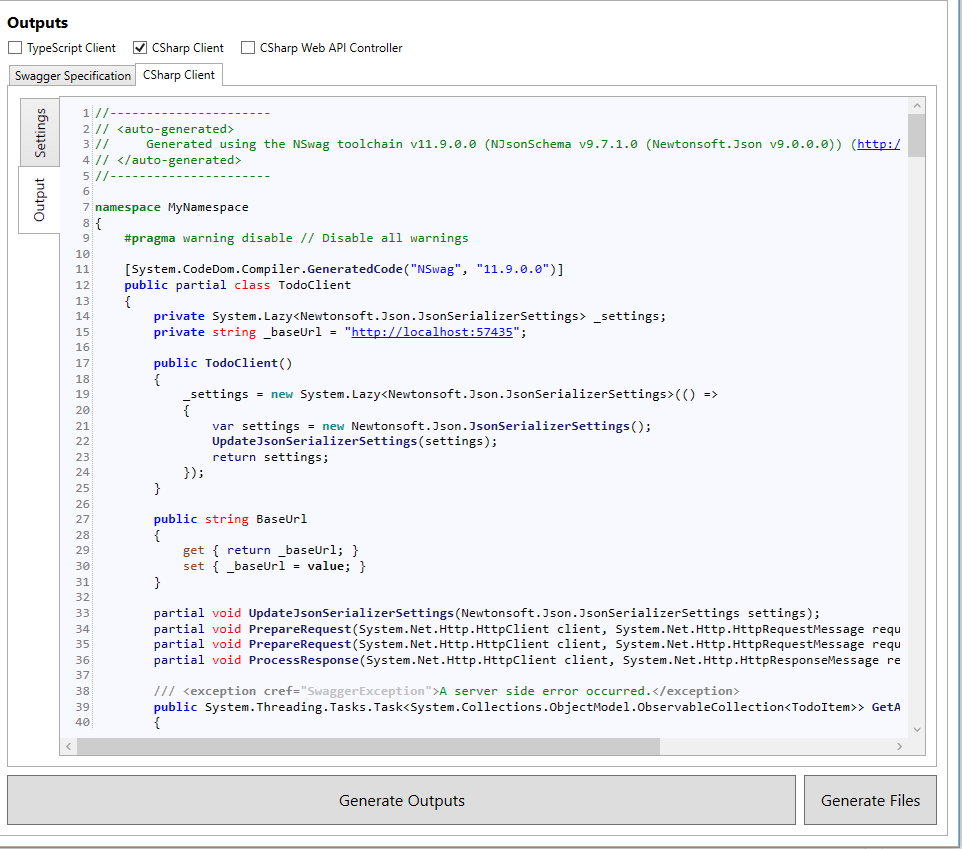 Outputs
TypeScript Client CSharp Client CSharp Web API Controller
Swagger Specification CSharp Client
Settings
Output
1 //----------------------
2 // <auto-generated>
3 //     Generated using the NSwag toolchain v11.9.0.0 (NJsonSchema v9.7.1.0 (Newtonsoft.Json v9.0.0.0)) (http:/
4 // </auto-generated>
5 //----------------------
6
7 namespace MyNamespace
8 {
9     #pragma warning disable // Disable all warnings
10
11     [System.CodeDom.Compiler.GeneratedCode("NSwag", "11.9.0.0")]
12     public partial class TodoClient
13     {
14         private System.Lazy<Newtonsoft.Json.JsonSerializerSettings> _settings;
15         private string _baseUrl = "http://localhost:57435";
16
17         public TodoClient()
18         {
19             _settings = new System.Lazy<Newtonsoft.Json.JsonSerializerSettings>(() =>
20             {
21                 var settings = new Newtonsoft.Json.JsonSerializerSettings();
22                 UpdateJsonSerializerSettings(settings);
23                 return settings;
24             });
25         }
26
27         public string BaseUrl
28         {
29             get { return _baseUrl; }
30             set { _baseUrl = value; }
31         }
32
33         partial void UpdateJsonSerializerSettings(Newtonsoft.Json.JsonSerializerSettings settings);
34         partial void PrepareRequest(System.Net.Http.HttpClient client, System.Net.Http.HttpRequestMessage requ
35         partial void PrepareRequest(System.Net.Http.HttpClient client, System.Net.Http.HttpRequestMessage requ
36         partial void ProcessResponse(System.Net.Http.HttpClient client, System.Net.Http.HttpResponseMessage re
37
38         /// <exception cref="SwaggerException">A server side error occurred.</exception>
39         public System.Threading.Tasks.Task<System.Collections.ObjectModel.ObservableCollection<TodoItem>> GetA
40         {
Generate Outputs Generate Files